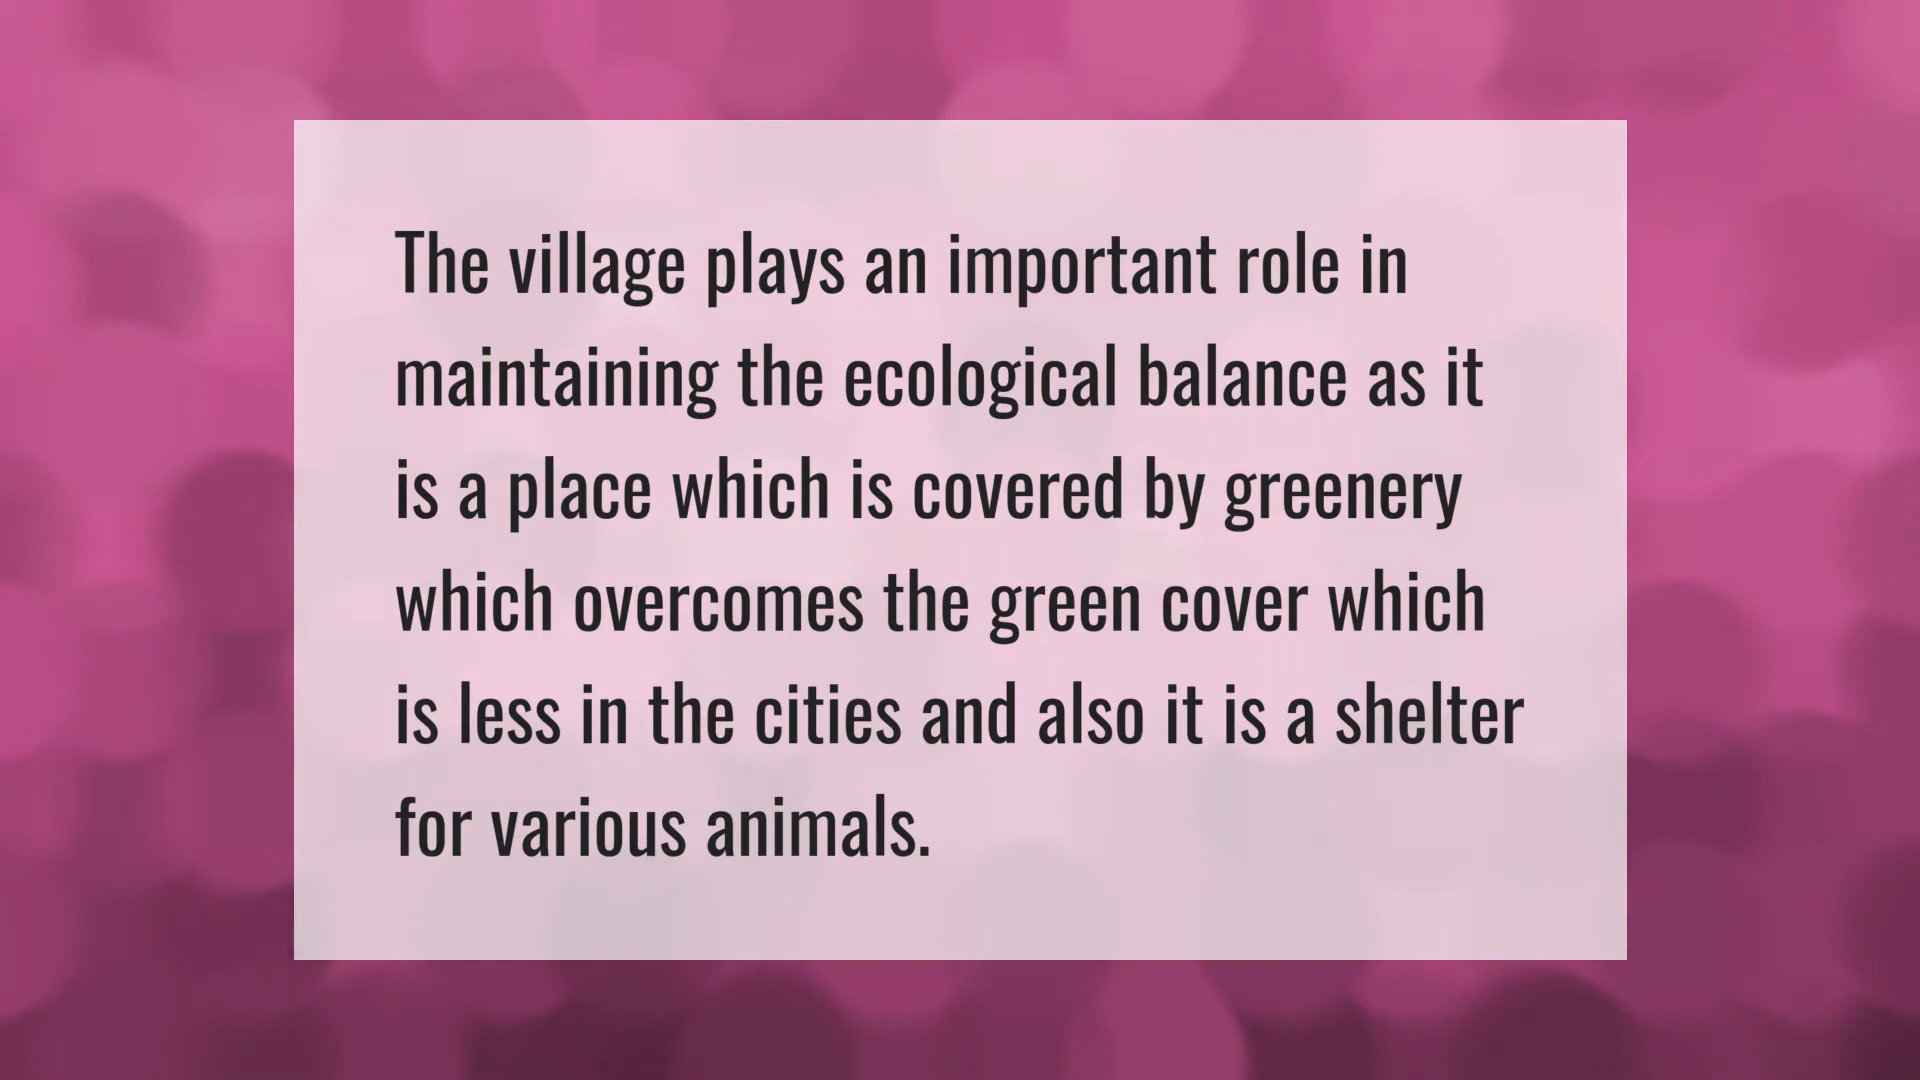 The village plays an important role in
maintaining the ecological balance as it
is a place which is covered by greenery
which overcomes the green cover which
is less in the cities and also it is a shelter
for various animals.